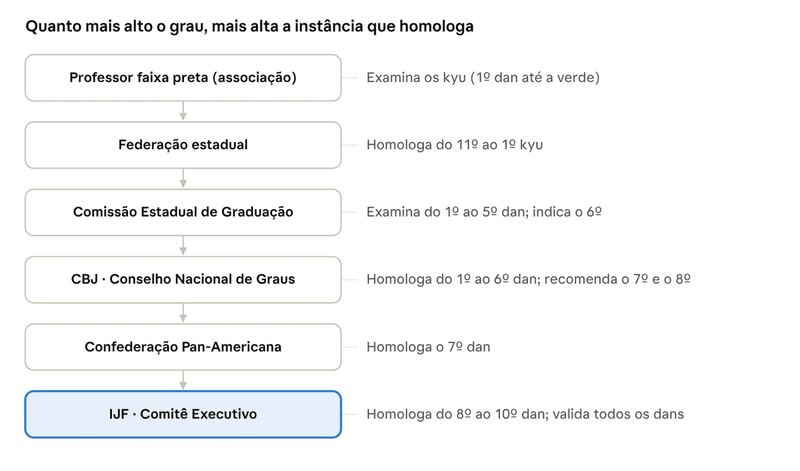 Quanto mais alto o grau, mais alta a instância que homologa
Professor faixa preta (associação)
Examina os kyu (1º dan até a verde)
Federação estadual
Homologa do 11º ao 1º kyu
Comissão Estadual de Graduação
Examina do 1º ao 5º dan; indica o 6º
CBJ · Conselho Nacional de Graus
Homologa do 1º ao 6º dan; recomenda o 7º e o 8º
Confederação Pan-Americana
Homologa o 7º dan
IJF · Comitê Executivo
Homologa do 8º ao 10º dan; valida todos os dans